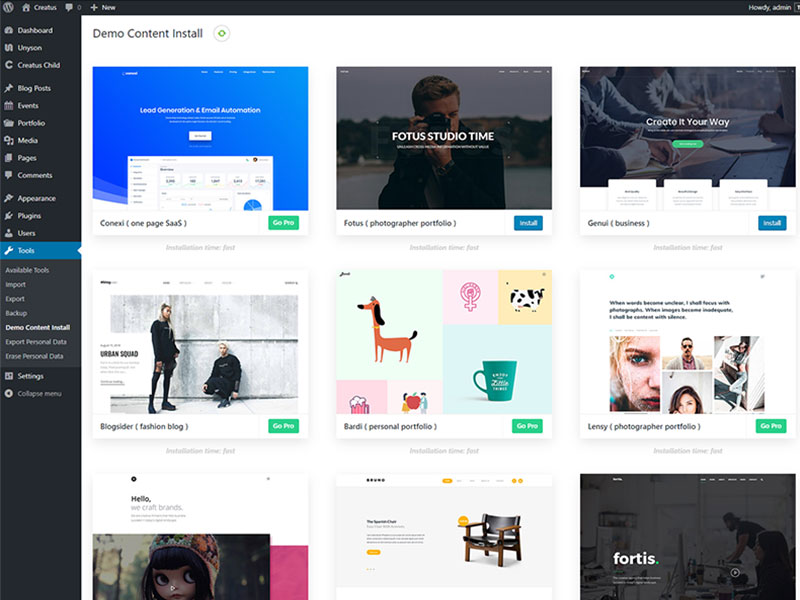 Creatus
0
New
Howdy, admin
Dashboard
Unyson
Creatus Child
Blog Posts
Events
Portfolio
Media
Pages
Comments
Appearance
Plugins
Users
Tools
Available Tools
Import
Export
Backup
Demo Content Install
Export Personal Data
Erase Personal Data
Settings
Collapse menu
Demo Content Install
Lead Generation & Email Automation
Overview
Conexi ( one page SaaS )
Go Pro
Installation time: fast
FOTUS STUDIO TIME
Fotus ( photographer portfolio )
Install
Installation time: fast
Create It Your Way
Genui ( business )
Install
Installation time: fast
URBAN SQUAD
Blogsider ( fashion blog )
Go Pro
Installation time: fast
Bardi ( personal portfolio )
Go Pro
Installation time: fast
When words become unclear, I shall focus with
photographs. When images become inadequate,
I shall be content with silence.
Lensy ( photographer portfolio )
Go Pro
Installation time: fast
Hello,
we craft brands.
BRUNO
The Spanish Chair
fortis.